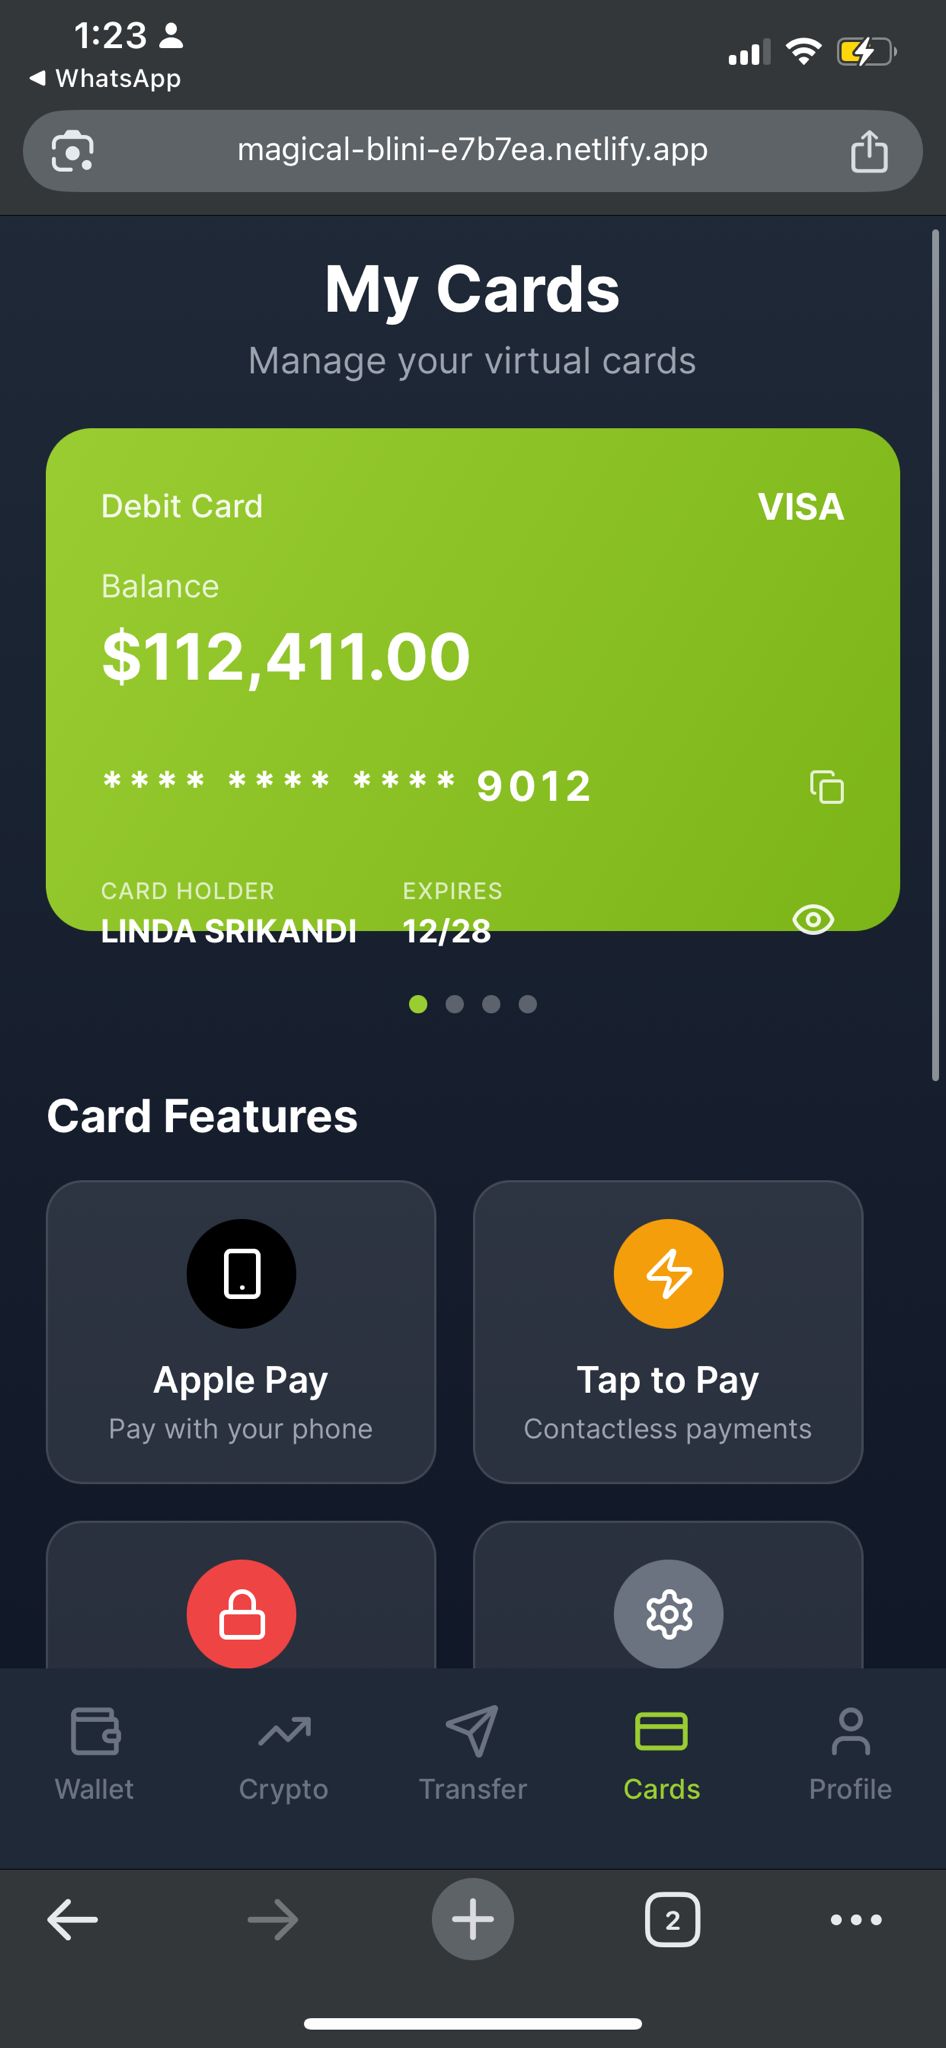 1:23
◀ WhatsApp
magical-blini-e7b7ea.netlify.app
My Cards
Manage your virtual cards
Debit Card VISA
Balance
$112,411.00
**** **** **** 9012
CARD HOLDER EXPIRES
LINDA SRIKANDI 12/28
Card Features
Apple Pay Tap to Pay
Pay with your phone Contactless payments
Wallet Crypto Transfer Cards Profile
2